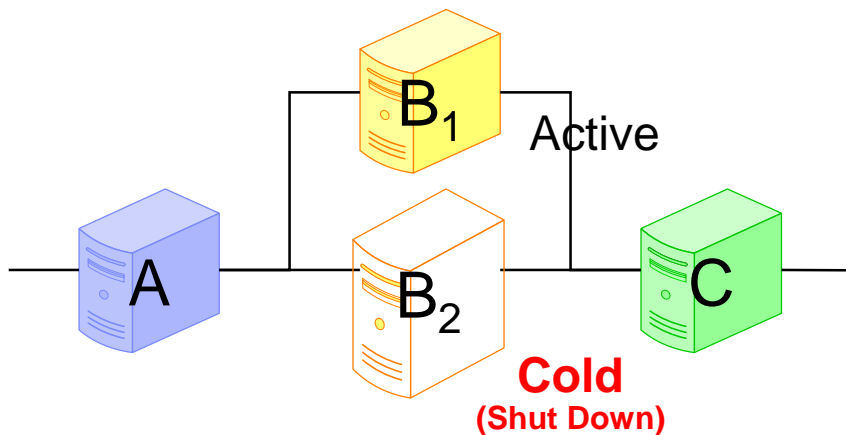 B₁
Active
A
B₂
C
Cold
(Shut Down)